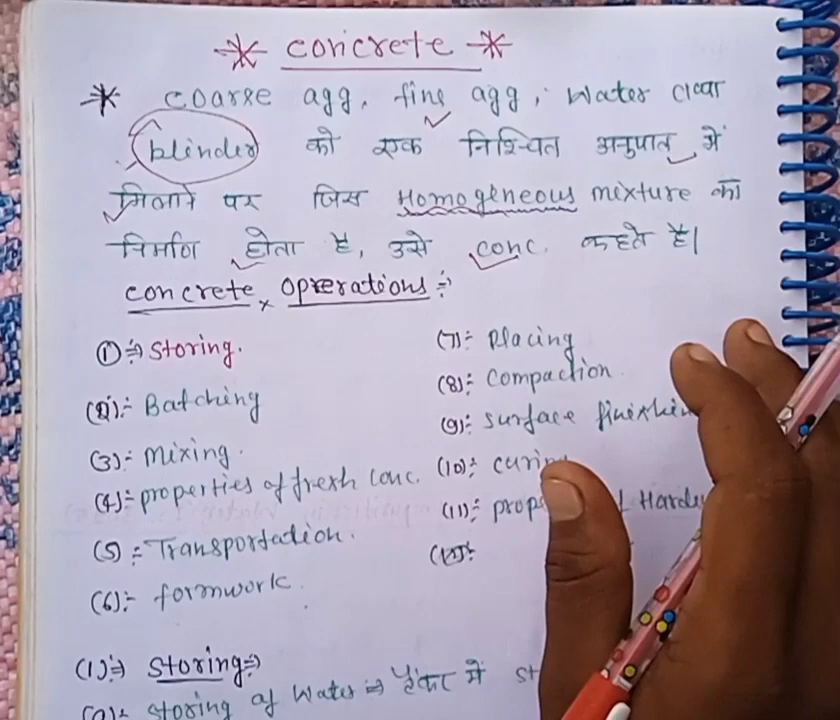 * concrete *
* coarse agg, fine agg, water तथा
blinder को एक निश्चित अनुपात में
मिलाने पर जिस Homogeneous mixture का
निर्माण होता है, उसे conc. कहते है।
concrete x Oprerations :-
(1) ⇒ Storing.
(2):- Batching
(3):- Mixing.
(4):- properties of fresh conc.
(5):- Transportation.
(6):- formwork.
(7):- Placing
(8):- Compaction
(9):- Surface
(10):- 
(11):- 
(12):-
(1)⇒ Storing⇒
storing of Water ⇒ टैंकर में